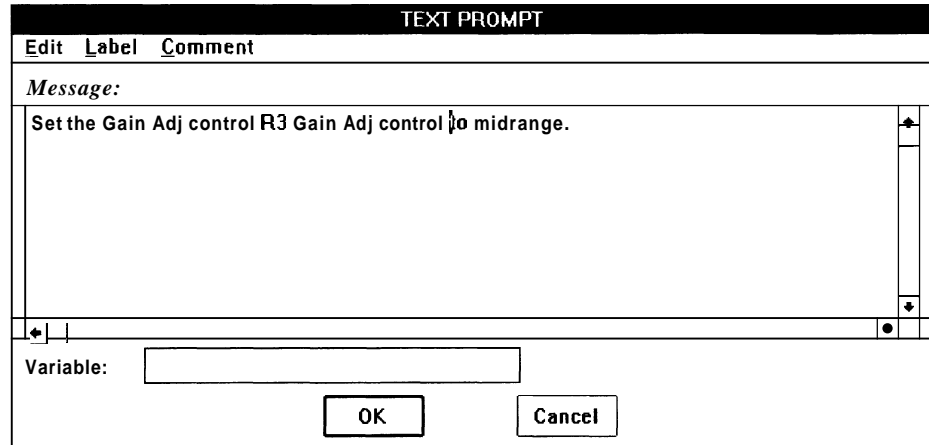 TEXT PROMPT
Edit Label Comment
Message:
Set the Gain Adj control R3 Gain Adj control to midrange.
Variable:
OK Cancel